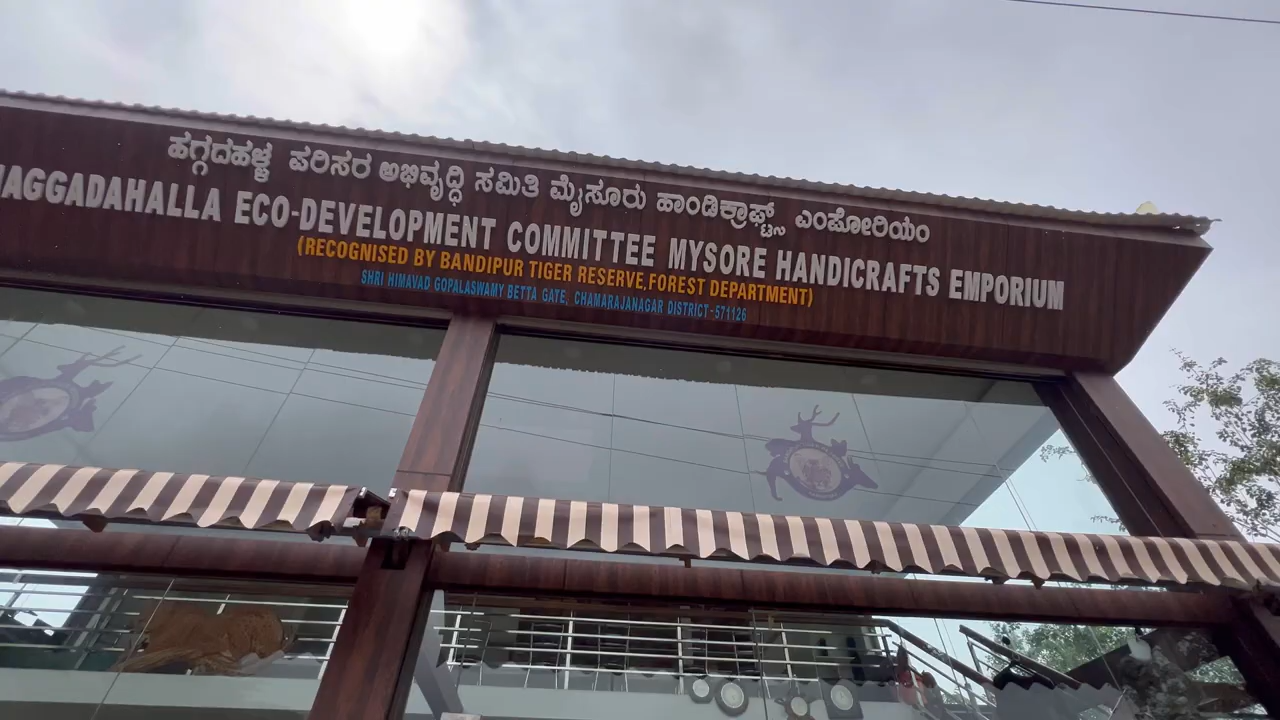 ಹಗ್ಗದಹಳ್ಳ ಪರಿಸರ ಅಭಿವೃದ್ಧಿ ಸಮಿತಿ ಮೈಸೂರು ಹಾಂಡಿಕ್ರಾಫ್ಟ್ಸ್ ಎಂಪೋರಿಯಂ
HAGGADAHALLA ECO-DEVELOPMENT COMMITTEE MYSORE HANDICRAFTS EMPORIUM
(RECOGNISED BY BANDIPUR TIGER RESERVE,FOREST DEPARTMENT)
SHRI HIMAVAD GOPALASWAMY BETTA GATE, CHAMARAJANAGAR DISTRICT-571126